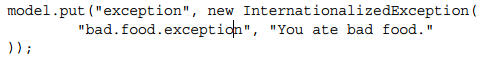 model.put("exception", new InternationalizedException(
        "bad.food.exception", "You ate bad food."
));